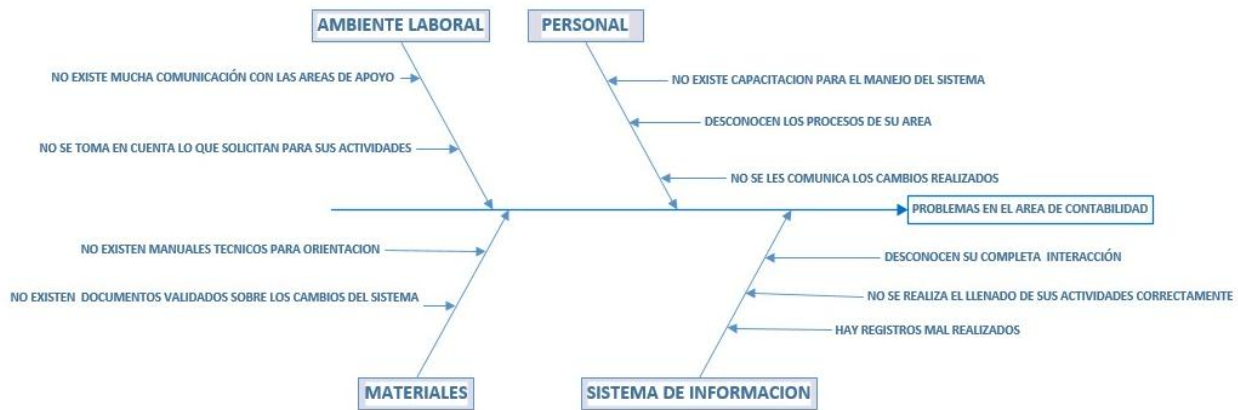 AMBIENTE LABORAL
PERSONAL
NO EXISTE MUCHA COMUNICACIÓN CON LAS AREAS DE APOYO
NO EXISTE CAPACITACION PARA EL MANEJO DEL SISTEMA
DESCONOCEN LOS PROCESOS DE SU AREA
NO SE TOMA EN CUENTA LO QUE SOLICITAN PARA SUS ACTIVIDADES
NO SE LES COMUNICA LOS CAMBIOS REALIZADOS
PROBLEMAS EN EL AREA DE CONTABILIDAD
NO EXISTEN MANUALES TECNICOS PARA ORIENTACION
DESCONOCEN SU COMPLETA INTERACCIÓN
NO EXISTEN DOCUMENTOS VALIDADOS SOBRE LOS CAMBIOS DEL SISTEMA
NO SE REALIZA EL LLENADO DE SUS ACTIVIDADES CORRECTAMENTE
HAY REGISTROS MAL REALIZADOS
MATERIALES
SISTEMA DE INFORMACION